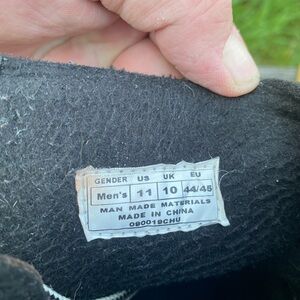 GENDER US UK EU
Men's 11 10 44/45
MAN MADE MATERIALS
MADE IN CHINA
090019CHU